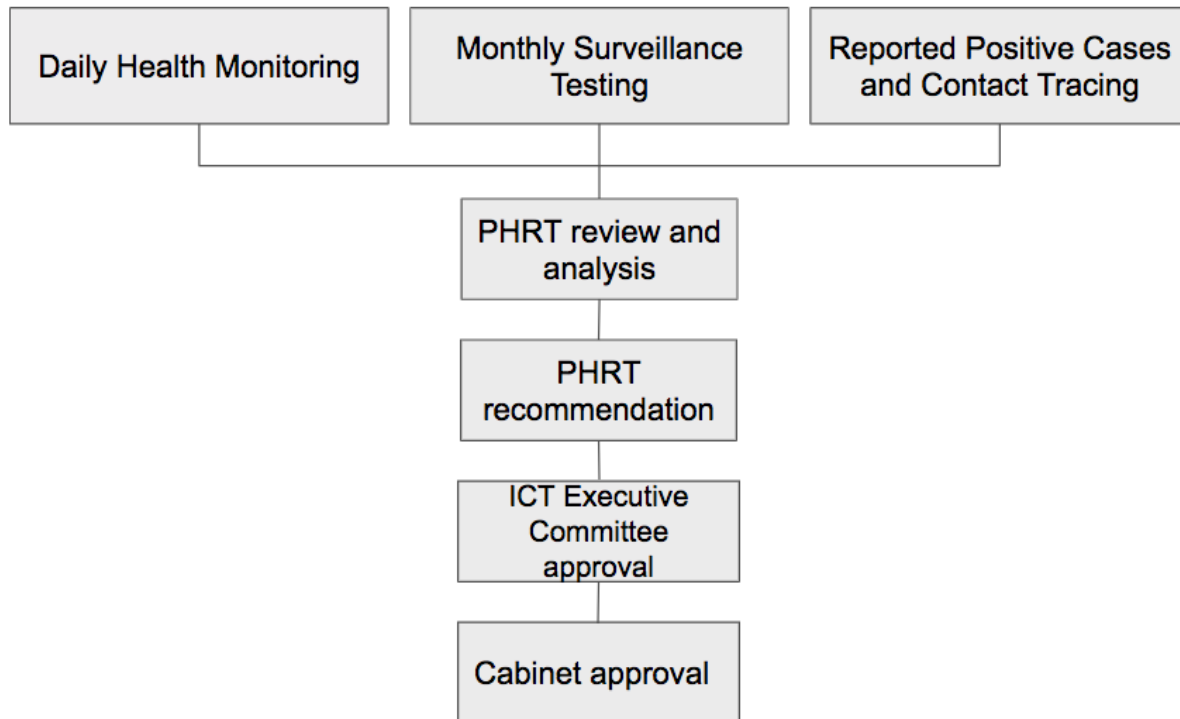 Daily Health Monitoring
Monthly Surveillance
Testing
Reported Positive Cases
and Contact Tracing
PHRT review and
analysis
PHRT
recommendation
ICT Executive
Committee
approval
Cabinet approval